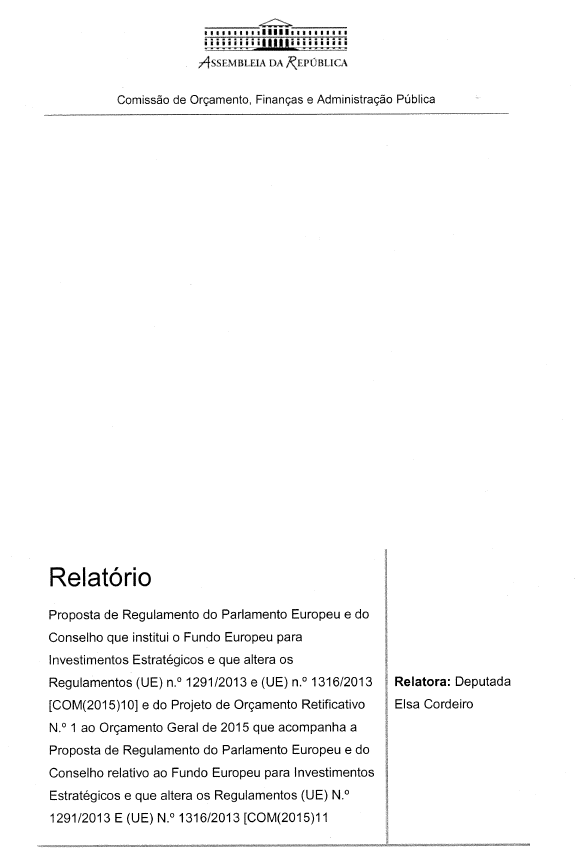 ASSEMBLEIA DA REPÚBLICA
Comissão de Orçamento, Finanças e Administração Pública
Relatório
Proposta de Regulamento do Parlamento Europeu e do
Conselho que institui o Fundo Europeu para
Investimentos Estratégicos e que altera os
Regulamentos (UE) n.º 1291/2013 e (UE) n.º 1316/2013
[COM(2015)10] e do Projeto de Orçamento Retificativo
N.º 1 ao Orçamento Geral de 2015 que acompanha a
Proposta de Regulamento do Parlamento Europeu e do
Conselho relativo ao Fundo Europeu para Investimentos
Estratégicos e que altera os Regulamentos (UE) N.º
1291/2013 E (UE) N.º 1316/2013 [COM(2015)11
Relatora: Deputada
Elsa Cordeiro